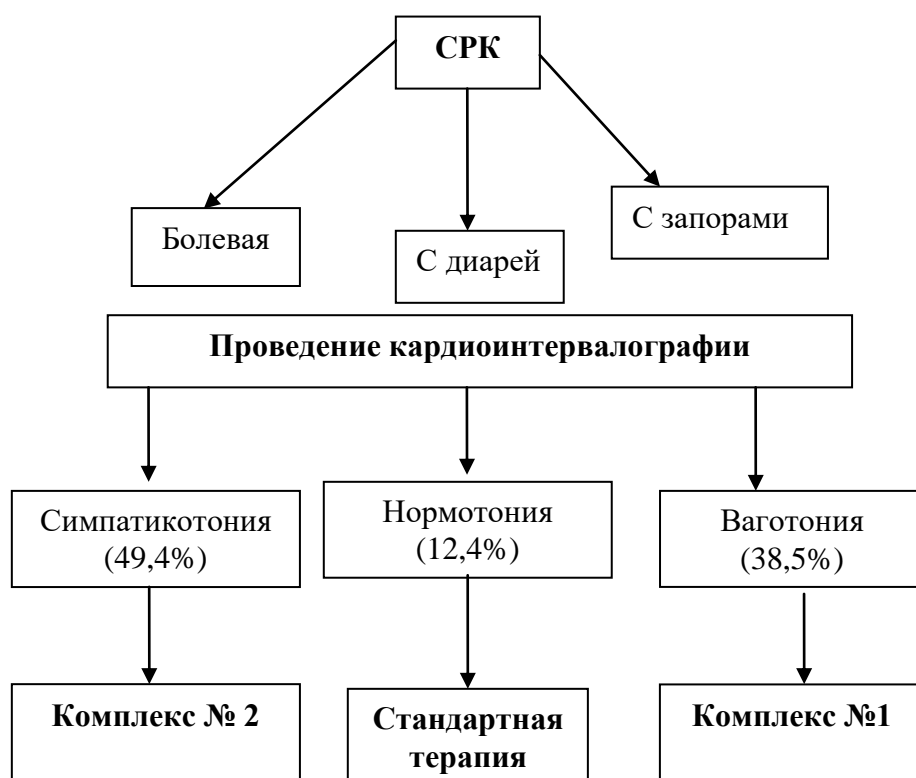 СРК
Болевая
С диарей
С запорами
Проведение кардиоинтервалографии
Симпатикотония
(49,4%)
Нормотония
(12,4%)
Ваготония
(38,5%)
Комплекс № 2
Стандартная
терапия
Комплекс №1